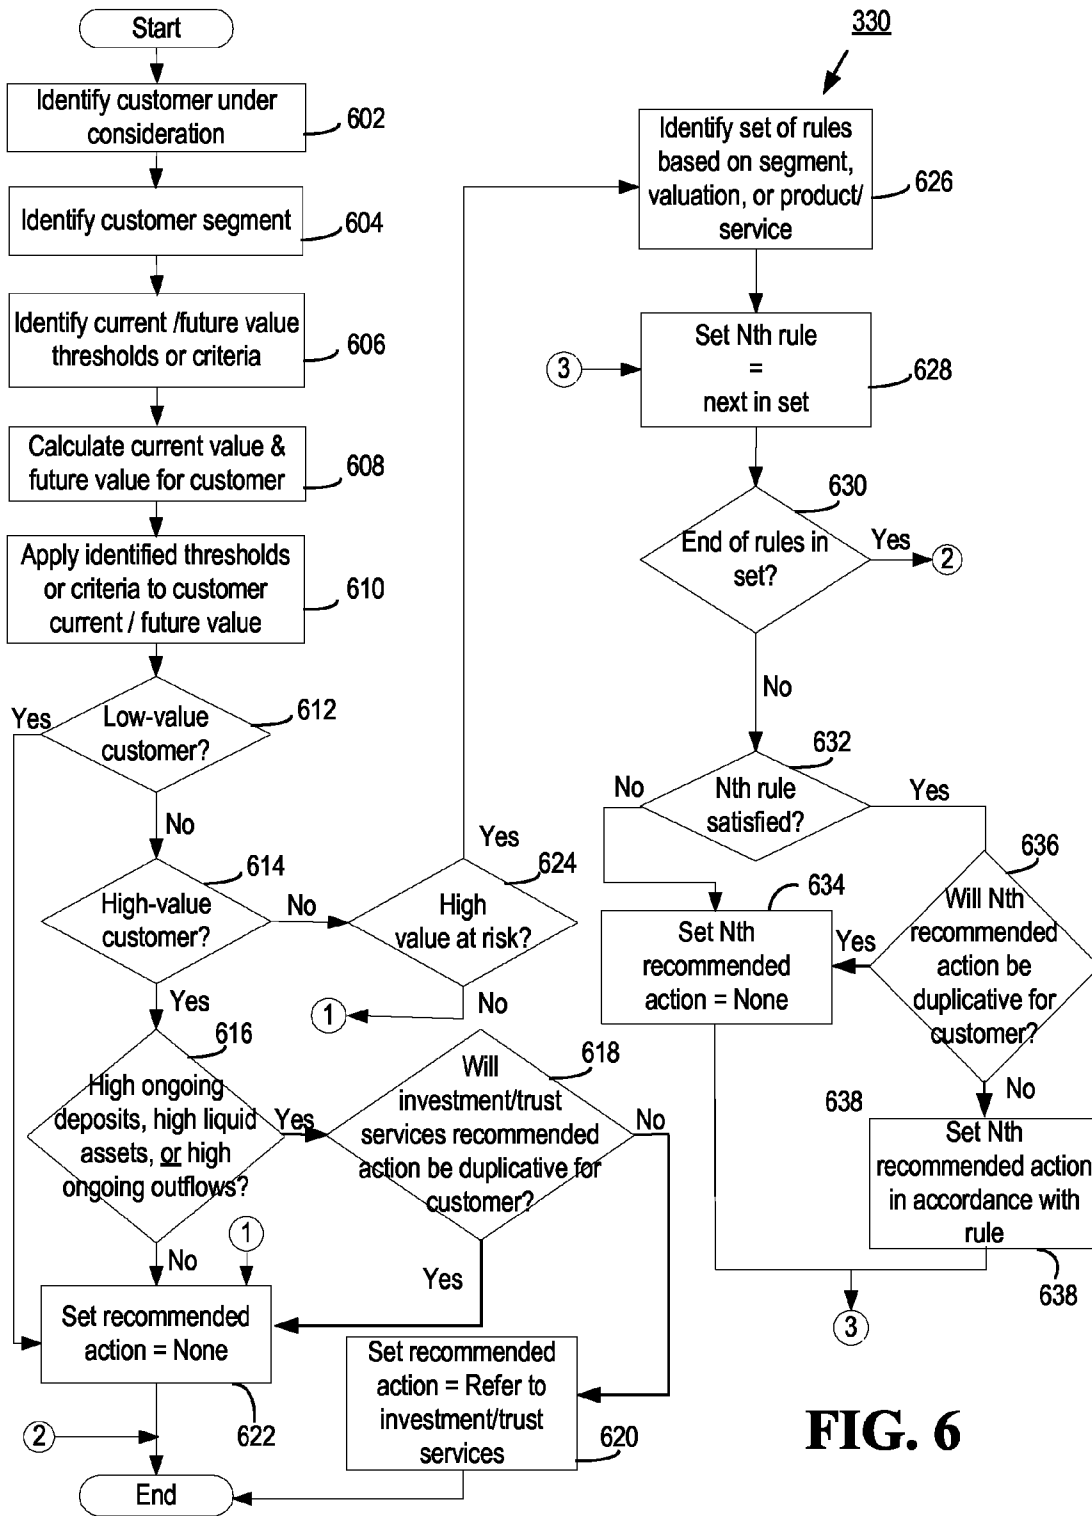 Start
Identify customer under
consideration
602
Identify customer segment
604
Identify current /future value
thresholds or criteria
606
Calculate current value &
future value for customer
608
Apply identified thresholds
or criteria to customer
current / future value
610
Yes
Low-value
customer?
612
No
High-value
customer?
614
No
Yes
High
value at risk?
624
Yes
No
1
High ongoing
deposits, high liquid
assets, or high
ongoing outflows?
616
Yes
Will
investment/trust
services recommended
action be duplicative for
customer?
618
No
No
1
Yes
Set recommended
action = None
622
Set recommended
action = Refer to
investment/trust
services
620
2
End
330
Identify set of rules
based on segment,
valuation, or product/
service
626
3
Set Nth rule
=
next in set
628
End of rules in
set?
630
Yes
2
No
Nth rule
satisfied?
632
No
Yes
Set Nth
recommended
action = None
634
Yes
Will Nth
recommended
action be
duplicative for
customer?
636
No
638
Set Nth
recommended action
in accordance with
rule
638
3
FIG. 6